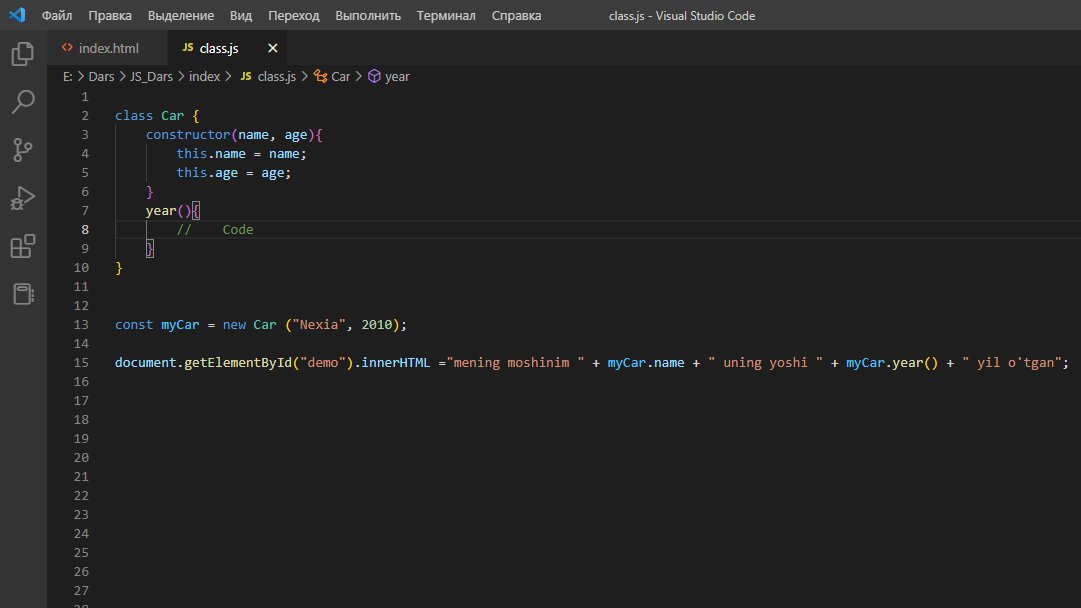 Файл Правка Выделение Вид Переход Выполнить Терминал Справка class.js - Visual Studio Code
<> index.html JS class.js ×
E: > Dars > JS_Dars > index > JS class.js > Car > year
1
2 class Car {
3 constructor(name, age){
4 this.name = name;
5 this.age = age;
6 }
7 year(){
8 // Code
9 }
10 }
11
12
13 const myCar = new Car ("Nexia", 2010);
14
15 document.getElementById("demo").innerHTML ="mening moshinim " + myCar.name + " uning yoshi " + myCar.year() + " yil o'tgan";
16
17
18
19
20
21
22
23
24
25
26
27
28